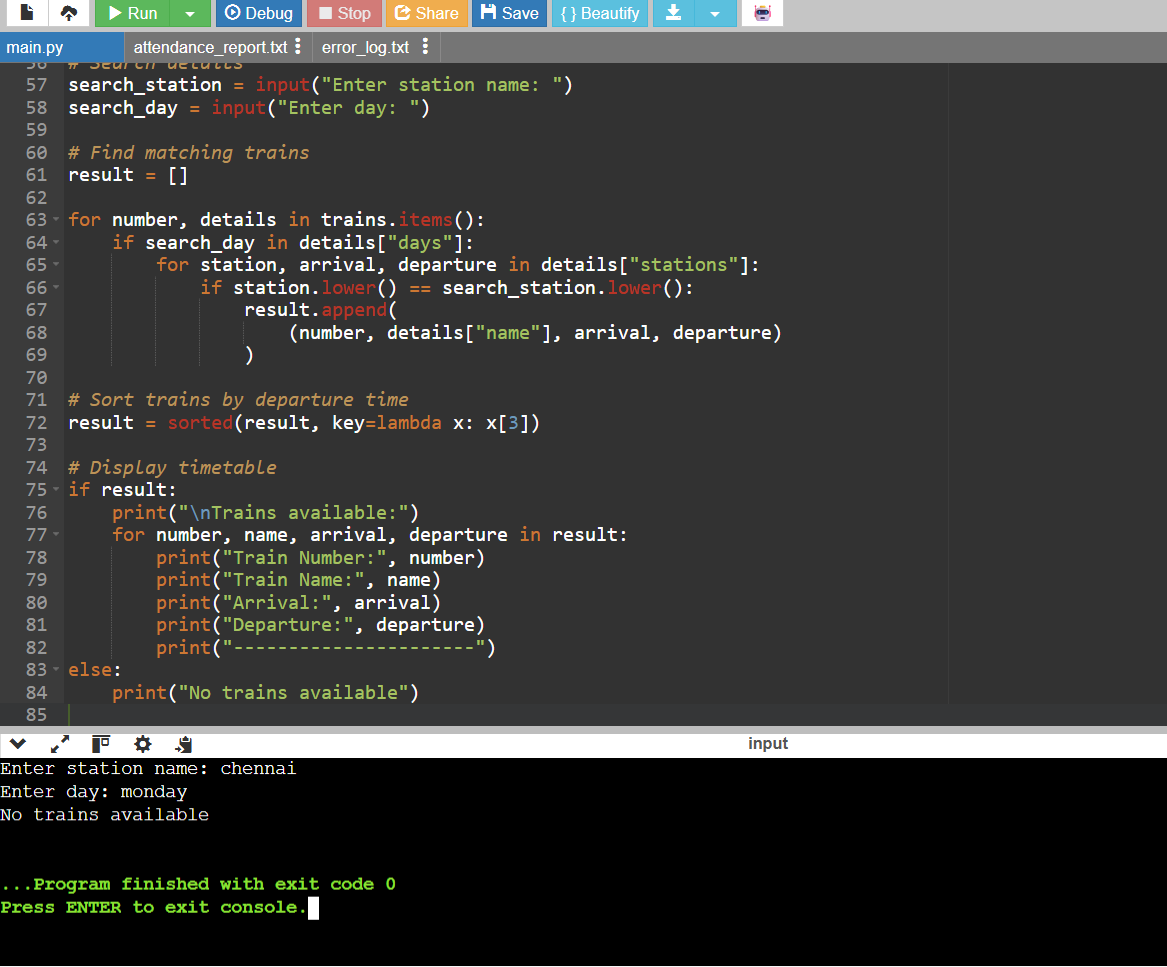 Run Debug Stop Share Save { } Beautify
main.py attendance_report.txt error_log.txt
56 # Search details
57 search_station = input("Enter station name: ")
58 search_day = input("Enter day: ")
59
60 # Find matching trains
61 result = []
62
63 for number, details in trains.items():
64     if search_day in details["days"]:
65         for station, arrival, departure in details["stations"]:
66             if station.lower() == search_station.lower():
67                 result.append(
68                     (number, details["name"], arrival, departure)
69                 )
70
71 # Sort trains by departure time
72 result = sorted(result, key=lambda x: x[3])
73
74 # Display timetable
75 if result:
76     print("\nTrains available:")
77     for number, name, arrival, departure in result:
78         print("Train Number:", number)
79         print("Train Name:", name)
80         print("Arrival:", arrival)
81         print("Departure:", departure)
82         print("----------------------")
83 else:
84     print("No trains available")
85
input
Enter station name: chennai
Enter day: monday
No trains available
...Program finished with exit code 0
Press ENTER to exit console.